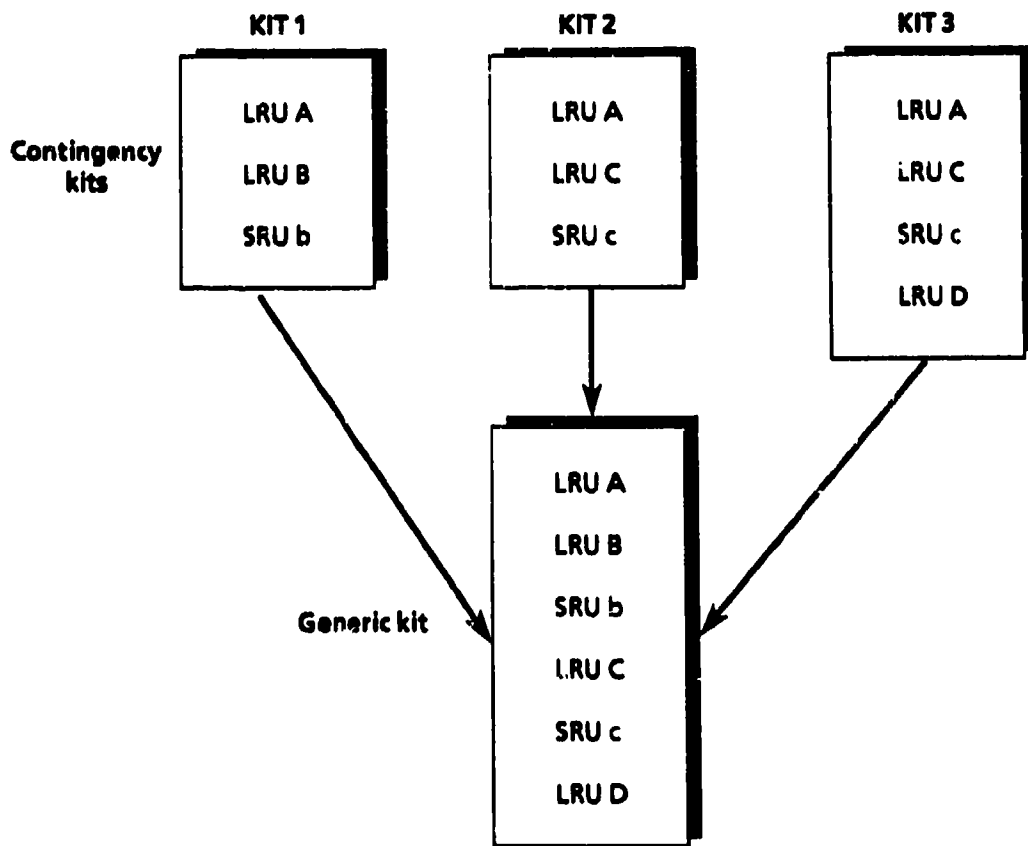 KIT 1
KIT 2
KIT 3
Contingency
kits
LRU A
LRU B
SRU b
LRU A
LRU C
SRU c
LRU A
LRU C
SRU c
LRU D
Generic kit
LRU A
LRU B
SRU b
LRU C
SRU c
LRU D